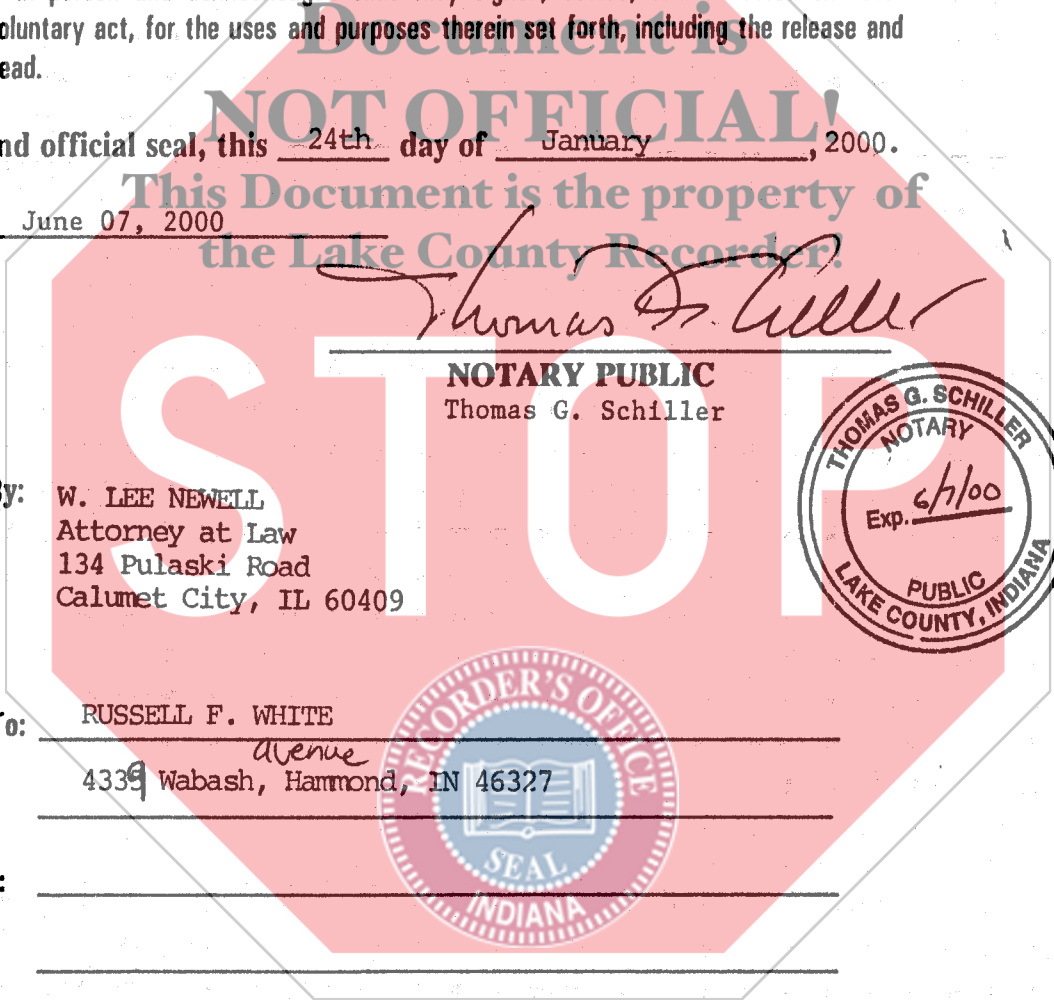 Document is
voluntary act, for the uses and purposes therein set forth, including the release and
ead.
NOT OFFICIAL!
nd official seal, this 24th day of January, 2000.
This Document is the property of
June 07, 2000
the Lake County Recorder!
Thomas G. Schiller
NOTARY PUBLIC
Thomas G. Schiller
STOP
THOMAS G. SCHILLER
NOTARY
Exp. 6/7/00
PUBLIC
LAKE COUNTY, INDIANA
By:
W. LEE NEWELL
Attorney at Law
134 Pulaski Road
Calumet City, IL 60409
RECORDER'S OFFICE
SEAL
INDIANA
To: RUSSELL F. WHITE
avenue
4339 Wabash, Hammond, IN 46327
: